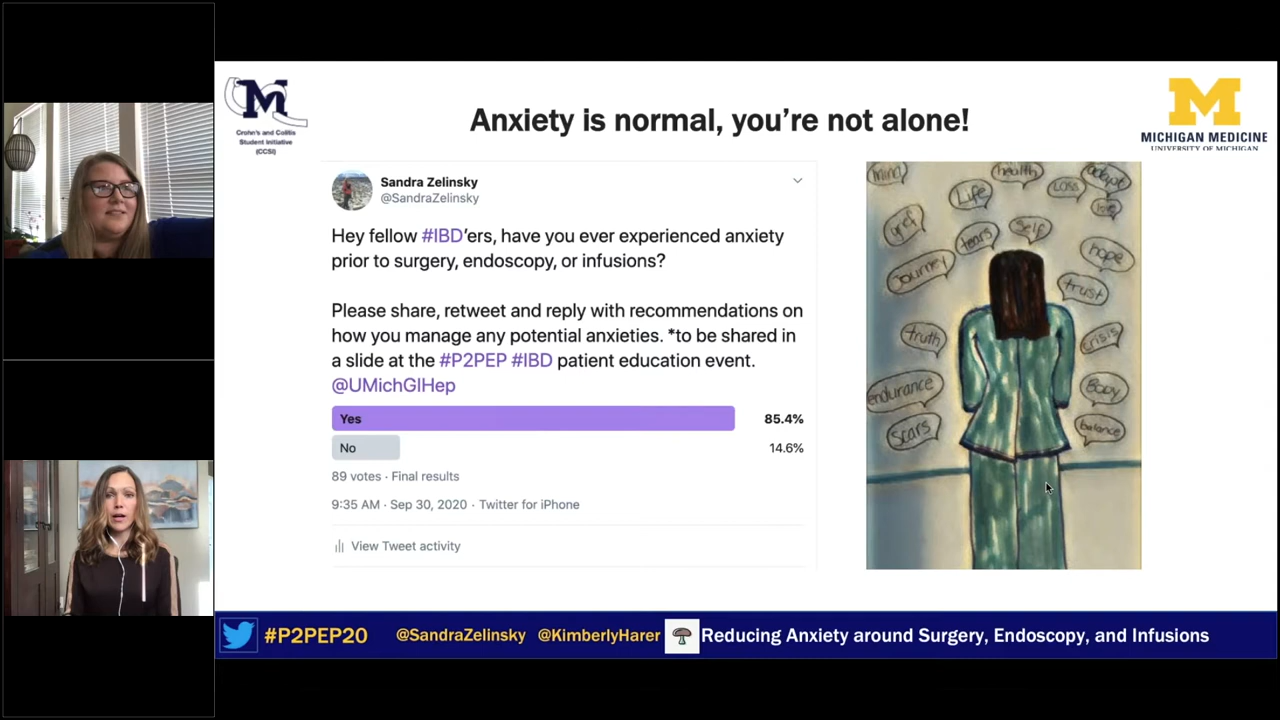 M
Crohn's and Colitis
Student Initiative
(CCSI)
Anxiety is normal, you're not alone!
M
MICHIGAN MEDICINE
UNIVERSITY OF MICHIGAN
Sandra Zelinsky
@SandraZelinsky
Hey fellow #IBD'ers, have you ever experienced anxiety
prior to surgery, endoscopy, or infusions?
Please share, retweet and reply with recommendations on
how you manage any potential anxieties. *to be shared in
a slide at the #P2PEP #IBD patient education event.
@UMichGIHep
Yes 85.4%
No 14.6%
89 votes · Final results
9:35 AM · Sep 30, 2020 · Twitter for iPhone
View Tweet activity
mind
health
adapt
Life
Loss
grief
tears
Self
hope
Journey
trust
truth
crisis
endurance
Body
Scars
balance
#P2PEP20 @SandraZelinsky @KimberlyHarer Reducing Anxiety around Surgery, Endoscopy, and Infusions